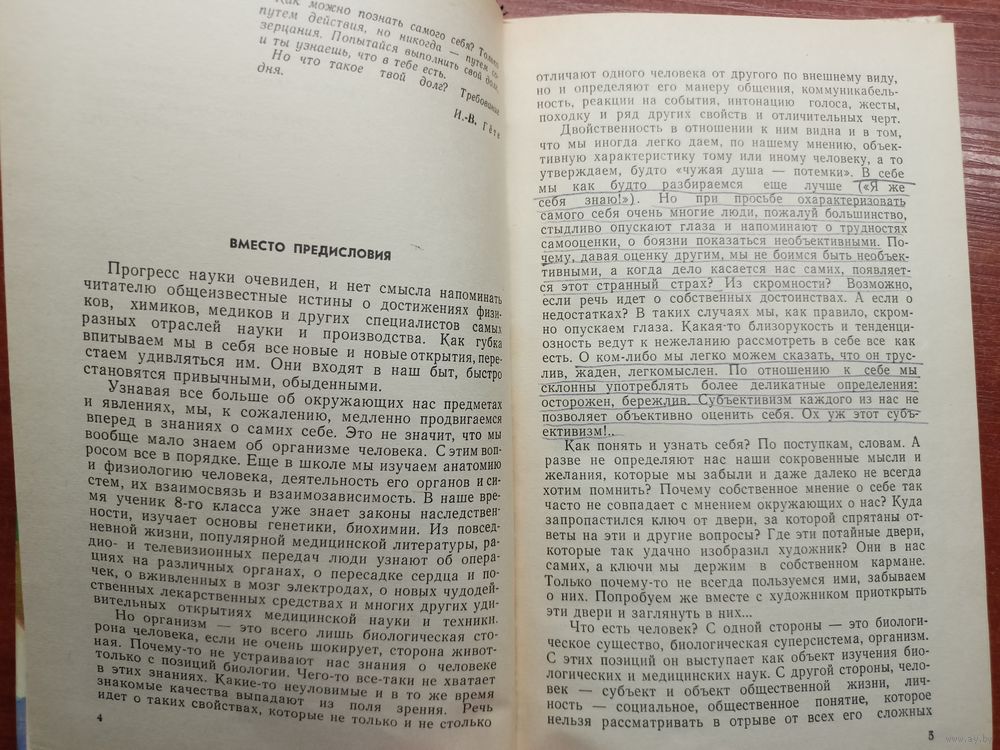 Как можно познать самого себя? Только
путем действия, но никогда — путем со-
зерцания. Попытайся выполнить свой долг,
и ты узнаешь, что в тебе есть.
Но что такое твой долг? Требование
дня.
И.-В. Гёте
ВМЕСТО ПРЕДИСЛОВИЯ
Прогресс науки очевиден, и нет смысла напоминать
читателю общеизвестные истины о достижениях физи-
ков, химиков, медиков и других специалистов самых
разных отраслей науки и производства. Как губка
впитываем мы в себя все новые и новые открытия, пере-
стаем удивляться им. Они входят в наш быт, быстро
становятся привычными, обыденными.
Узнавая все больше об окружающих нас предметах
и явлениях, мы, к сожалению, медленно продвигаемся
вперед в знаниях о самих себе. Это не значит, что мы
вообще мало знаем об организме человека. С этим воп-
росом все в порядке. Еще в школе мы изучаем анатомию
и физиологию человека, деятельность его органов и си-
стем, их взаимосвязь и взаимозависимость. В наше вре-
мя ученик 8-го класса уже знает законы наследствен-
ности, изучает основы генетики, биохимии. Из повсед-
невной жизни, популярной медицинской литературы, ра-
дио- и телевизионных передач люди узнают об опера-
циях на различных органах, о пересадке сердца и по-
чек, о вживленных в мозг электродах, о новых чудодей-
ственных лекарственных средствах и многих других уди-
вительных открытиях медицинской науки и техники.
Но организм — это всего лишь биологическая сто-
рона человека, если не очень шокирует, сторона живот-
ная. Почему-то не устраивают нас знания о человеке
только с позиций биологии. Чего-то все-таки не хватает
в этих знаниях. Какие-то неуловимые и в то же время
знакомые качества выпадают из поля зрения. Речь
идет о таких свойствах, которые не только и не столько
4
отличают одного человека от другого по внешнему виду,
но и определяют его манеру общения, коммуникабель-
ность, реакции на события, интонацию голоса, жесты,
походку и ряд других свойств и отличительных черт.
Двойственность в отношении к ним видна и в том,
что мы иногда легко даем, по нашему мнению, объек-
тивную характеристику тому или иному человеку, а то
утверждаем, будто «чужая душа — потемки». В себе
мы как будто разбираемся еще лучше («Я же
себя знаю!»). Но при просьбе охарактеризовать
самого себя очень многие люди, пожалуй большинство,
стыдливо опускают глаза и напоминают о трудностях
самооценки, о боязни показаться необъективными. По-
чему, давая оценку другим, мы не боимся быть необъек-
тивными, а когда дело касается нас самих, появляет-
ся этот странный страх? Из скромности? Возможно,
если речь идет о собственных достоинствах. А если о
недостатках? В таких случаях мы, как правило, скром-
но опускаем глаза. Какая-то близорукость и тенденци-
озность ведут к нежеланию рассмотреть в себе все как
есть. О ком-либо мы легко можем сказать, что он трус-
лив, жаден, легкомыслен. По отношению к себе мы
склонны употреблять более деликатные определения:
осторожен, бережлив. Субъективизм каждого из нас не
позволяет объективно оценить себя. Ох уж этот субъ-
ективизм!..
Как понять и узнать себя? По поступкам, словам. А
разве не определяют нас наши сокровенные мысли и
желания, которые мы забыли и даже далеко не всегда
хотим помнить? Почему собственное мнение о себе так
часто не совпадает с мнением окружающих о нас? Куда
запропастился ключ от двери, за которой спрятаны от-
веты на эти и другие вопросы? Где эти потайные двери,
которые так удачно изобразил художник? Они в нас
самих, а ключи мы держим в собственном кармане.
Только почему-то не всегда пользуемся ими, забываем
о них. Попробуем же вместе с художником приоткрыть
эти двери и заглянуть в них...
Что есть человек? С одной стороны — это биологи-
ческое существо, биологическая суперсистема, организм.
С этих позиций он выступает как объект изучения био-
логических и медицинских наук. С другой стороны, чело-
век — субъект и объект общественной жизни, лич-
ность — социальное, общественное понятие, которое
нельзя рассматривать в отрыве от всех его сложных
5
www.ay.by